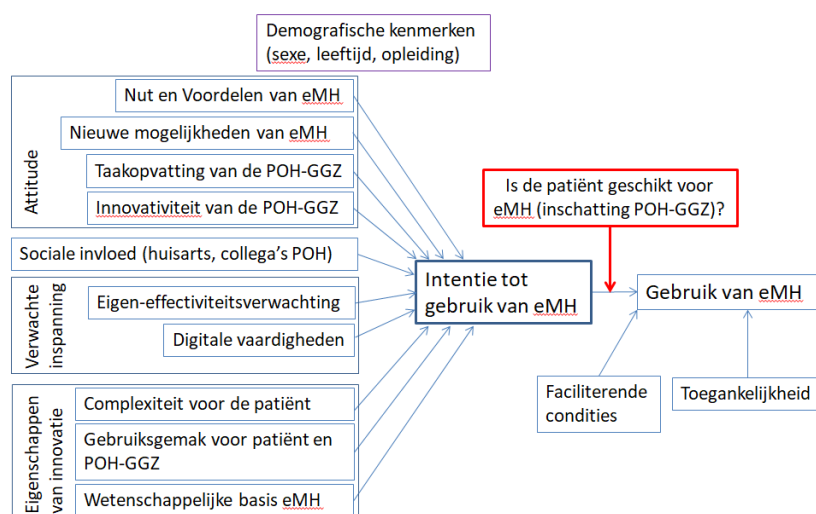 Demografische kenmerken
(sexe, leeftijd, opleiding)
Attitude
Nut en Voordelen van eMH
Nieuwe mogelijkheden van eMH
Taakopvatting van de POH-GGZ
Innovativiteit van de POH-GGZ
Sociale invloed (huisarts, collega's POH)
Verwachte
inspanning
Eigen-effectiviteitsverwachting
Digitale vaardigheden
Eigenschappen
van innovatie
Complexiteit voor de patiënt
Gebruiksgemak voor patiënt en
POH-GGZ
Wetenschappelijke basis eMH
Intentie tot
gebruik van eMH
Is de patiënt geschikt voor
eMH (inschatting POH-GGZ)?
Gebruik van eMH
Faciliterende
condities
Toegankelijkheid